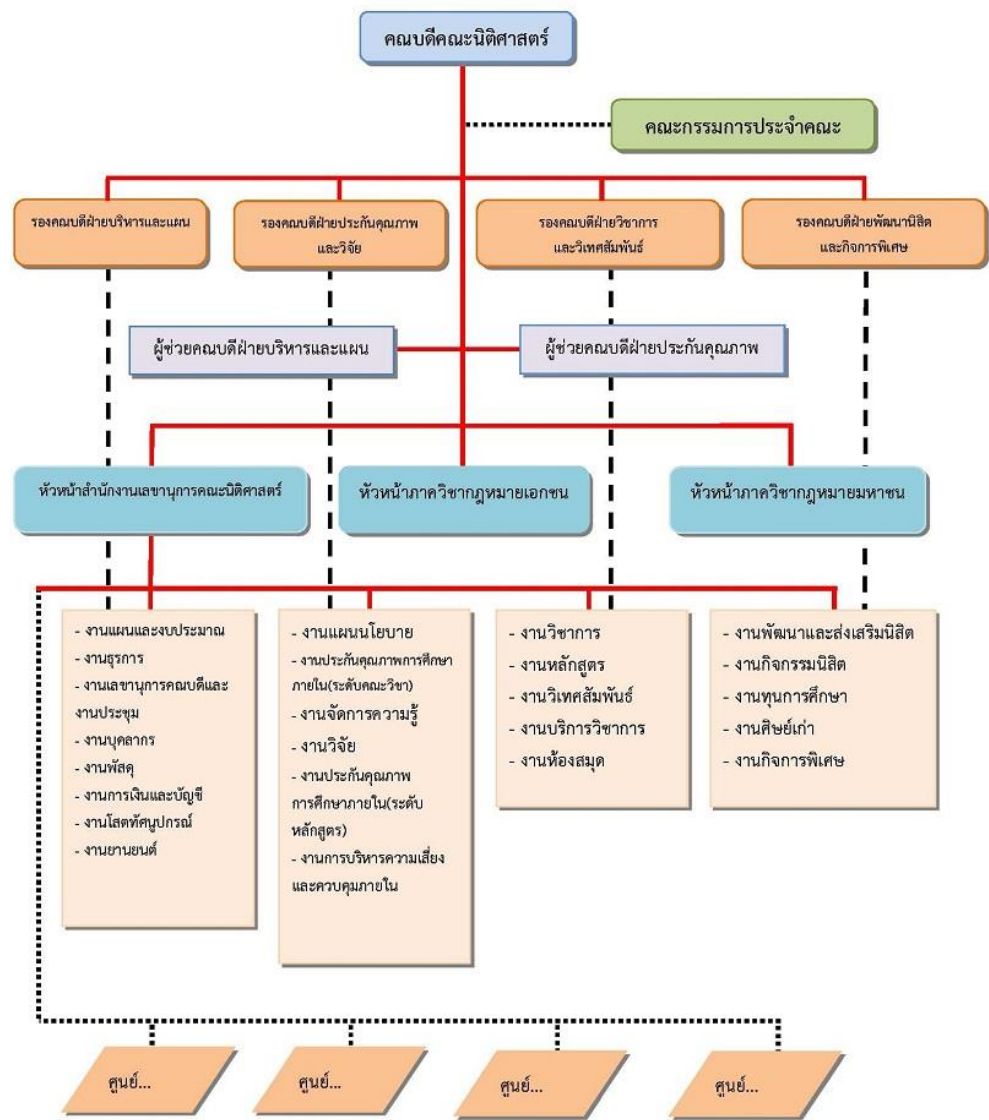 คณบดีคณะนิติศาสตร์
คณะกรรมการประจำคณะ
รองคณบดีฝ่ายบริหารและแผน
รองคณบดีฝ่ายประกันคุณภาพ
และวิจัย
รองคณบดีฝ่ายวิชาการ
และวิเทศสัมพันธ์
รองคณบดีฝ่ายพัฒนานิสิต
และกิจการพิเศษ
ผู้ช่วยคณบดีฝ่ายบริหารและแผน
ผู้ช่วยคณบดีฝ่ายประกันคุณภาพ
หัวหน้าสำนักงานเลขานุการคณะนิติศาสตร์
หัวหน้าภาควิชากฎหมายเอกชน
หัวหน้าภาควิชากฎหมายมหาชน
- งานแผนและงบประมาณ
- งานธุรการ
- งานเลขานุการคณบดีและ
งานประชุม
- งานบุคลากร
- งานพัสดุ
- งานการเงินและบัญชี
- งานโสตทัศนูปกรณ์
- งานยานยนต์
- งานแผนนโยบาย
- งานประกันคุณภาพการศึกษา
ภายใน(ระดับคณะวิชา)
- งานจัดการความรู้
- งานวิจัย
- งานประกันคุณภาพ
การศึกษาภายใน(ระดับ
หลักสูตร)
- งานการบริหารความเสี่ยง
และควบคุมภายใน
- งานวิชาการ
- งานหลักสูตร
- งานวิเทศสัมพันธ์
- งานบริการวิชาการ
- งานห้องสมุด
- งานพัฒนาและส่งเสริมนิสิต
- งานกิจกรรมนิสิต
- งานทุนการศึกษา
- งานศิษย์เก่า
- งานกิจการพิเศษ
ศูนย์...
ศูนย์...
ศูนย์...
ศูนย์...